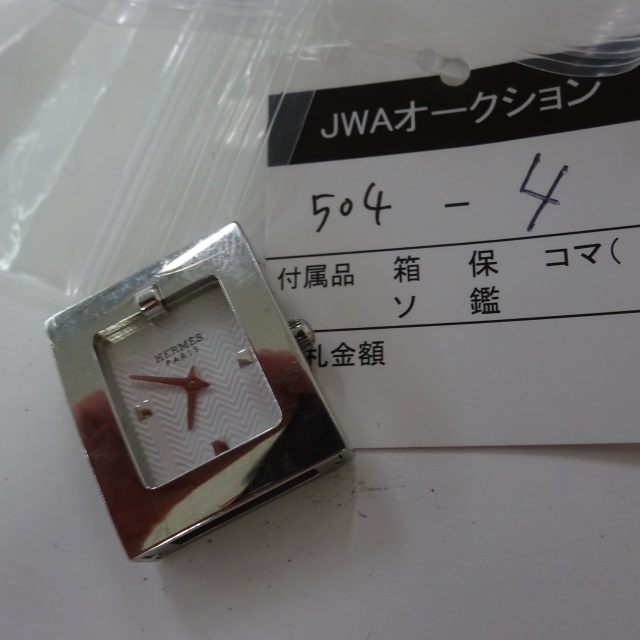 JWAオークション
504 - 4
付属品 箱 保 コマ(
ソ 鑑
札金額
HERMES
PARIS